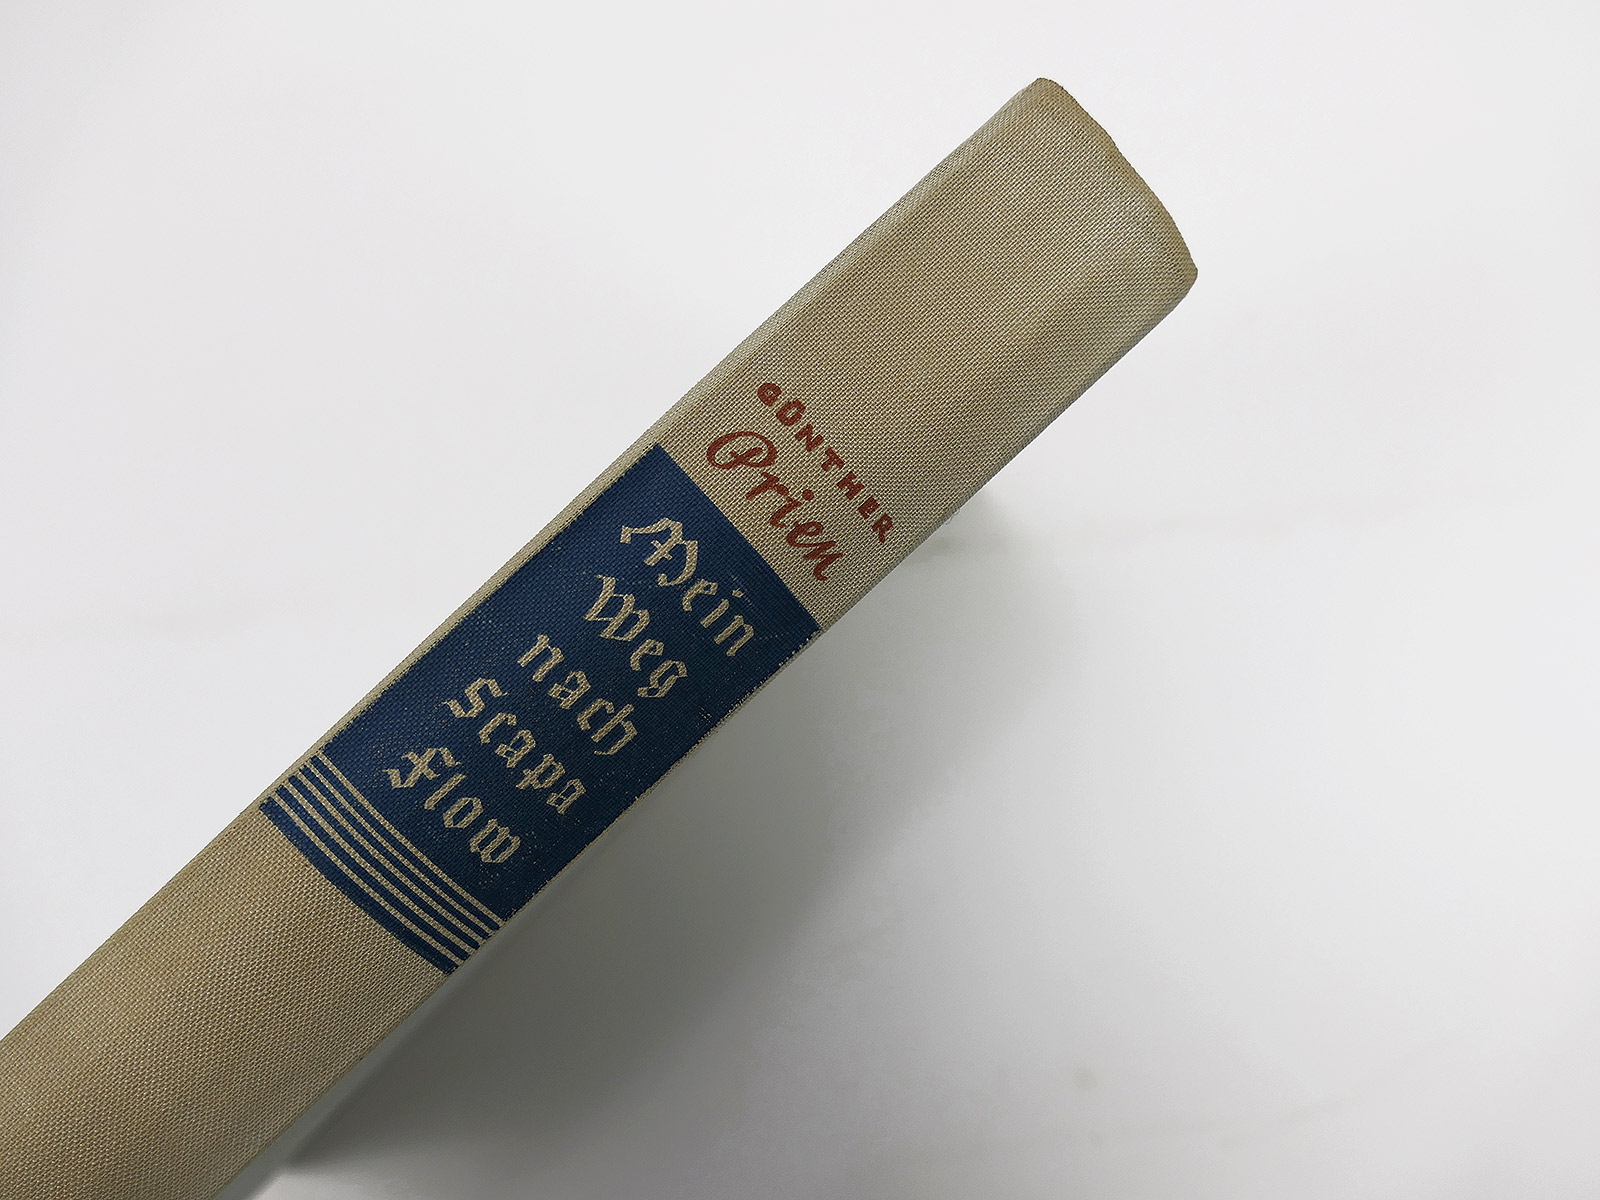 GÜNTHER
Prien
Mein
Weg
nach
Scapa
Flow